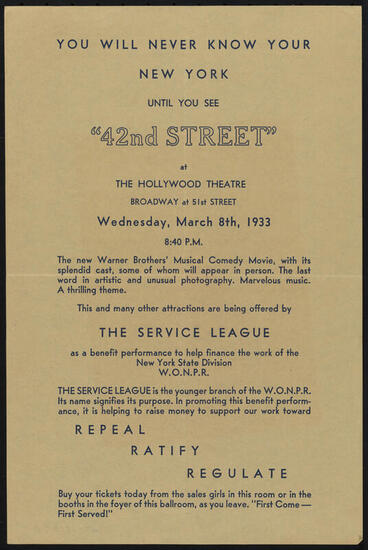 YOU WILL NEVER KNOW YOUR
NEW YORK
UNTIL YOU SEE
"42nd STREET"
at
THE HOLLYWOOD THEATRE
BROADWAY at 51st STREET
Wednesday, March 8th, 1933
8:40 P.M.
The new Warner Brothers' Musical Comedy Movie, with its
splendid cast, some of whom will appear in person. The last
word in artistic and unusual photography. Marvelous music.
A thrilling theme.
This and many other attractions are being offered by
THE SERVICE LEAGUE
as a benefit performance to help finance the work of the
New York State Division
W.O.N.P.R.
THE SERVICE LEAGUE is the younger branch of the W.O.N.P.R.
Its name signifies its purpose. In promoting this benefit perform-
ance, it is helping to raise money to support our work toward
REPEAL
RATIFY
REGULATE
Buy your tickets today from the sales girls in this room or in the
booths in the foyer of this ballroom, as you leave. "First Come —
First Served!"